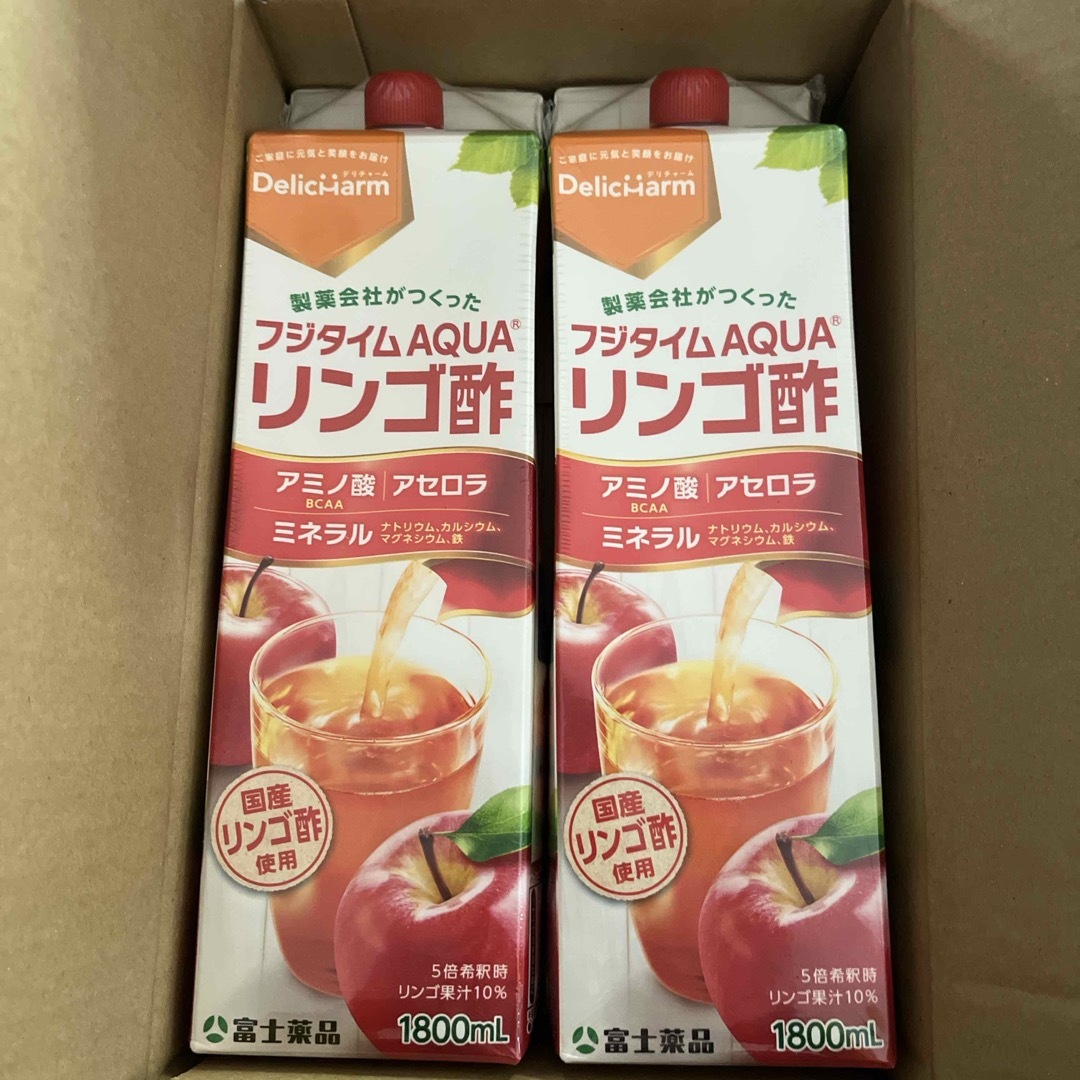 ご家庭に元気と笑顔をお届け
デリチャーム
DelicHarm
製薬会社がつくった
フジタイムAQUA®
リンゴ酢
アミノ酸 アセロラ
BCAA
ミネラル ナトリウム、カルシウム、
マグネシウム、鉄
国産
リンゴ酢
使用
5倍希釈時
リンゴ果汁10%
富士薬品 1800mL
ご家庭に元気と笑顔をお届け
デリチャーム
DelicHarm
製薬会社がつくった
フジタイムAQUA®
リンゴ酢
アミノ酸 アセロラ
BCAA
ミネラル ナトリウム、カルシウム、
マグネシウム、鉄
国産
リンゴ酢
使用
5倍希釈時
リンゴ果汁10%
富士薬品 1800mL